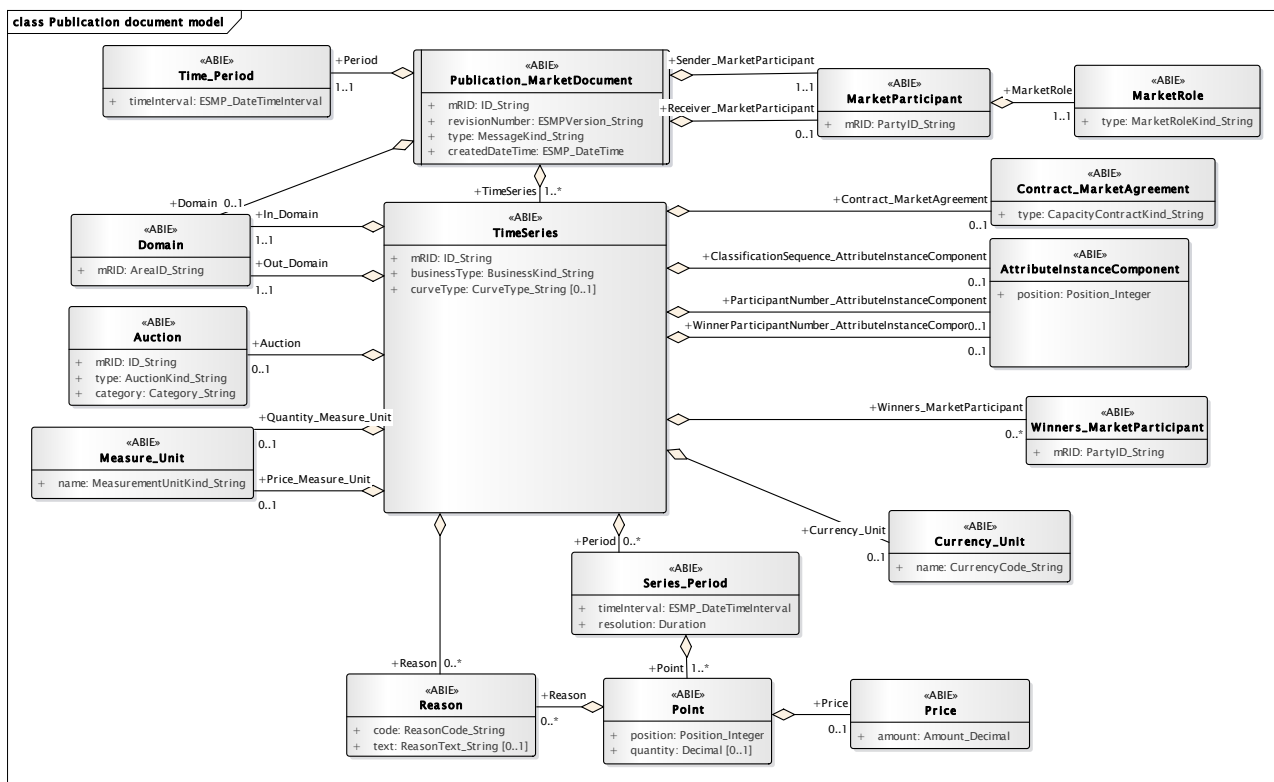 class Publication document model
«ABIE»
Time_Period
+ timeInterval: ESMP_DateTimeInterval
+Period
1..1
«ABIE»
Publication_MarketDocument
+ mRID: ID_String
+ revisionNumber: ESMPVersion_String
+ type: MessageKind_String
+ createdDateTime: ESMP_DateTime
+Sender_MarketParticipant
1..1
+Receiver_MarketParticipant
0..1
«ABIE»
MarketParticipant
+ mRID: PartyID_String
+MarketRole
1..1
«ABIE»
MarketRole
+ type: MarketRoleKind_String
+TimeSeries 1..*
+Domain 0..1
+In_Domain
1..1
«ABIE»
Domain
+ mRID: AreaID_String
+Out_Domain
1..1
«ABIE»
TimeSeries
+ mRID: ID_String
+ businessType: BusinessKind_String
+ curveType: CurveType_String [0..1]
+Contract_MarketAgreement
0..1
«ABIE»
Contract_MarketAgreement
+ type: CapacityContractKind_String
+ClassificationSequence_AttributeInstanceComponent
0..1
+ParticipantNumber_AttributeInstanceComponent
+WinnerParticipantNumber_AttributeInstanceCompor0..1
0..1
«ABIE»
AttributeInstanceComponent
+ position: Position_Integer
«ABIE»
Auction
+ mRID: ID_String
+ type: AuctionKind_String
+ category: Category_String
+Auction
0..1
+Quantity_Measure_Unit
0..1
«ABIE»
Measure_Unit
+ name: MeasurementUnitKind_String
+Price_Measure_Unit
0..1
+Winners_MarketParticipant
0..*
«ABIE»
Winners_MarketParticipant
+ mRID: PartyID_String
+Currency_Unit
0..1
«ABIE»
Currency_Unit
+ name: CurrencyCode_String
+Period 0..*
«ABIE»
Series_Period
+ timeInterval: ESMP_DateTimeInterval
+ resolution: Duration
+Reason 0..*
+Point 1..*
«ABIE»
Reason
+ code: ReasonCode_String
+ text: ReasonText_String [0..1]
+Reason
0..*
«ABIE»
Point
+ position: Position_Integer
+ quantity: Decimal [0..1]
+Price
0..1
«ABIE»
Price
+ amount: Amount_Decimal